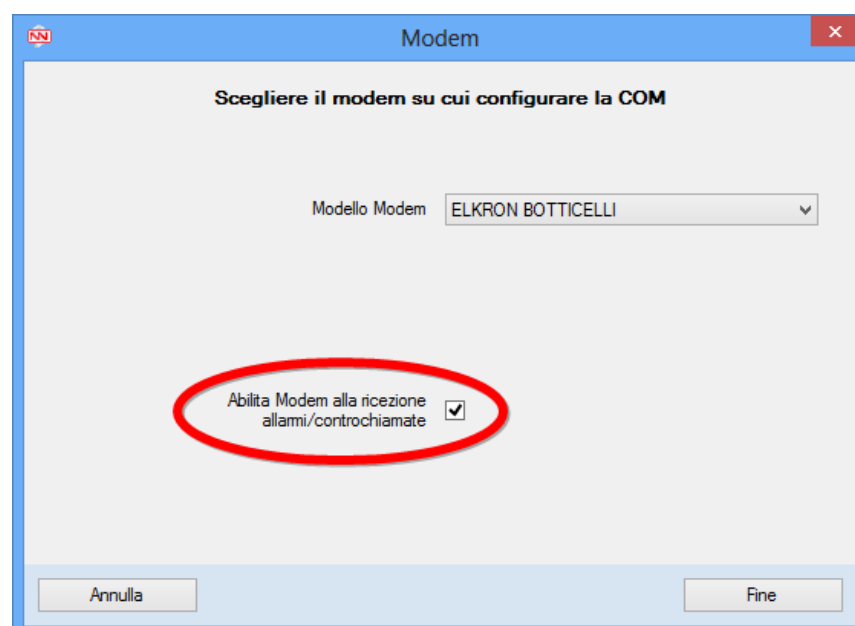 Modem
Scegliere il modem su cui configurare la COM
Modello Modem ELKRON BOTTICELLI
Abilita Modem alla ricezione
allarmi/controchiamate
Annulla Fine